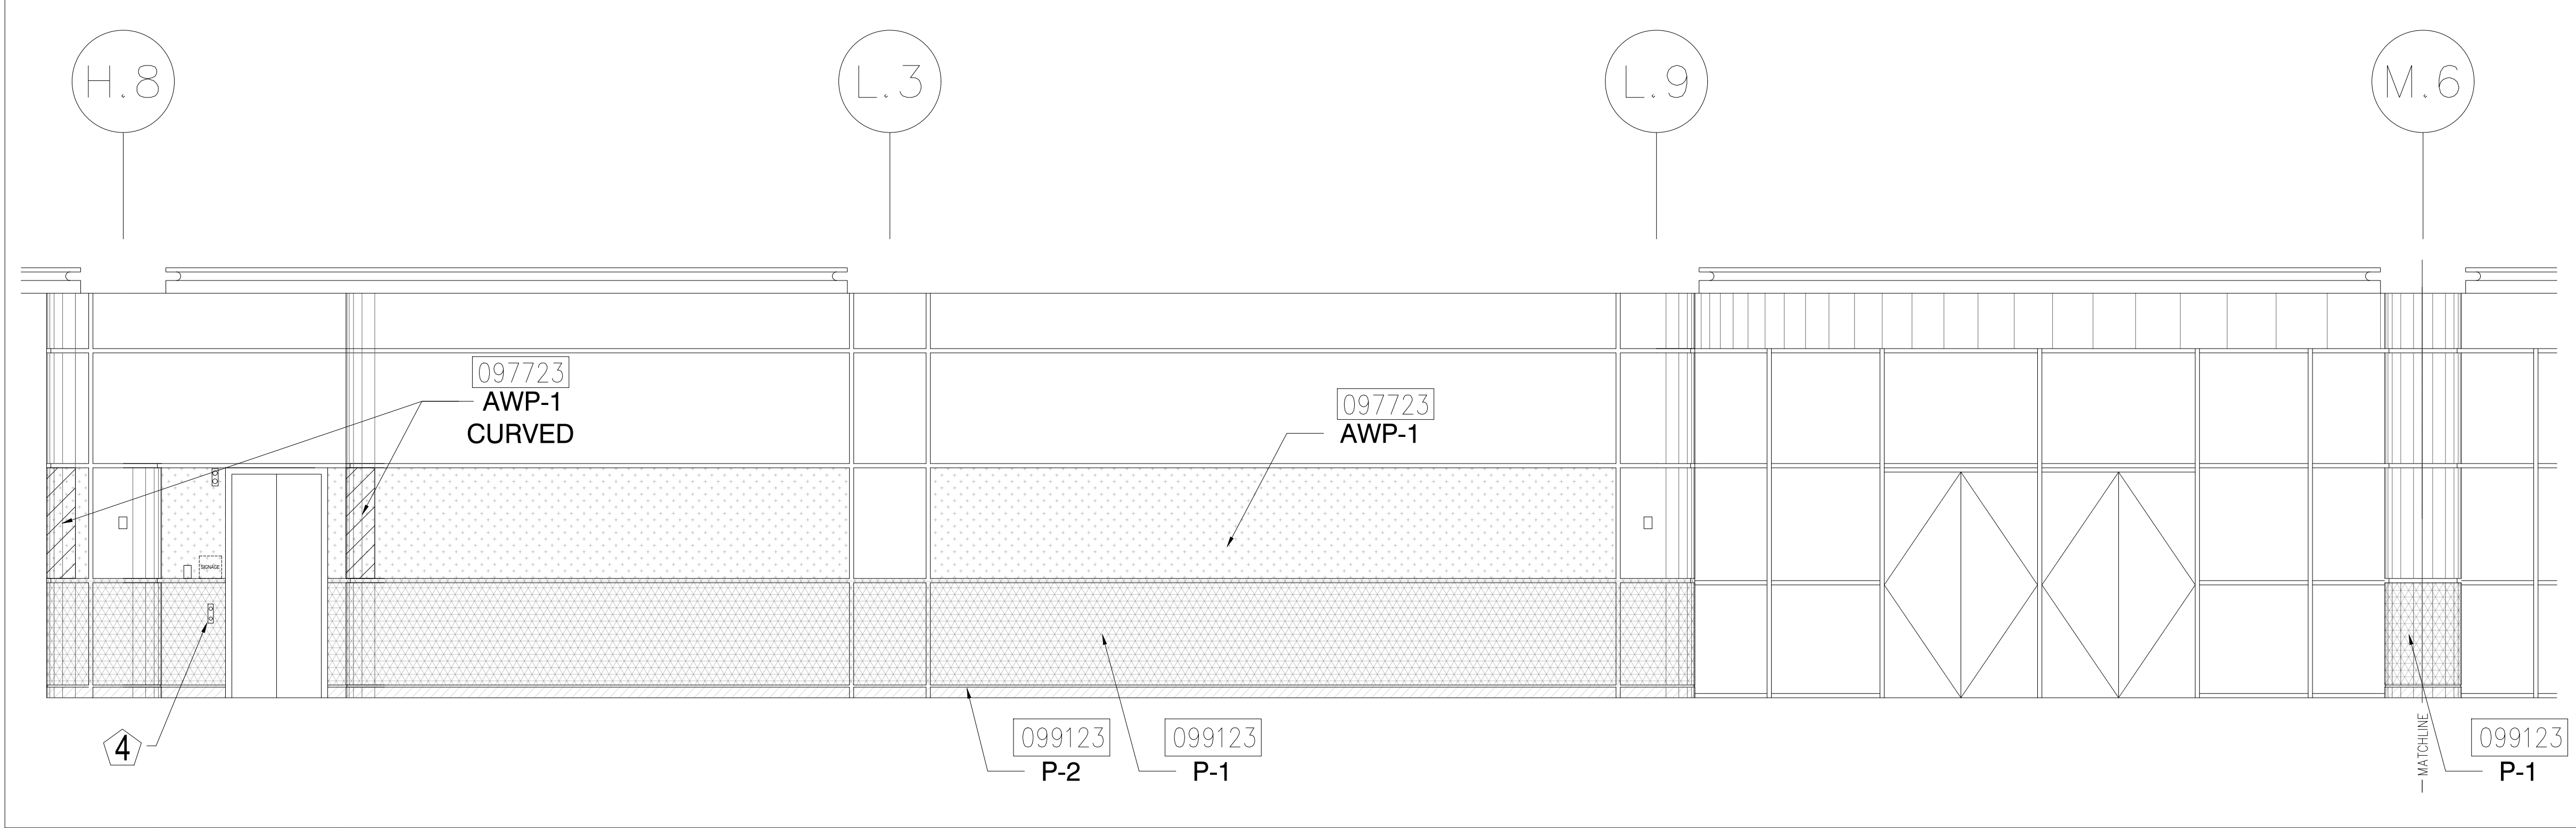 H.8
L.3
L.9
M.6
097723
AWP-1
CURVED
097723
AWP-1
SIGNAGE
4
099123
P-2
099123
P-1
MATCHLINE
099123
P-1